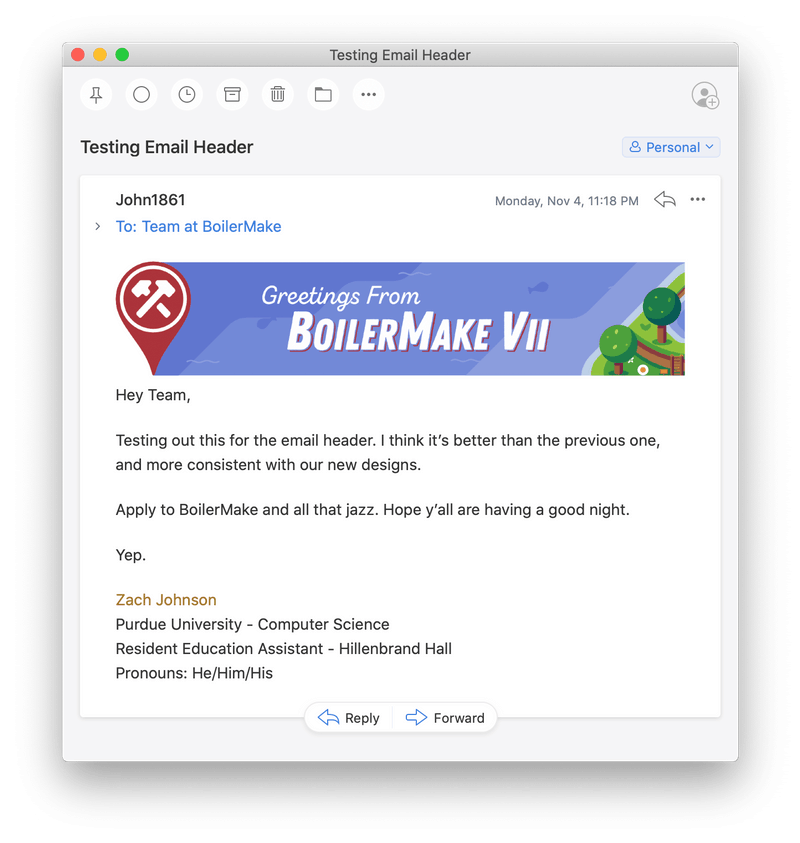 Testing Email Header
Testing Email Header
Personal
John1861
Monday, Nov 4, 11:18 PM
To: Team at BoilerMake
Greetings From
BOILERMAKE VII
Hey Team,
Testing out this for the email header. I think it’s better than the previous one,
and more consistent with our new designs.
Apply to BoilerMake and all that jazz. Hope y’all are having a good night.
Yep.
Zach Johnson
Purdue University - Computer Science
Resident Education Assistant - Hillenbrand Hall
Pronouns: He/Him/His
Reply
Forward